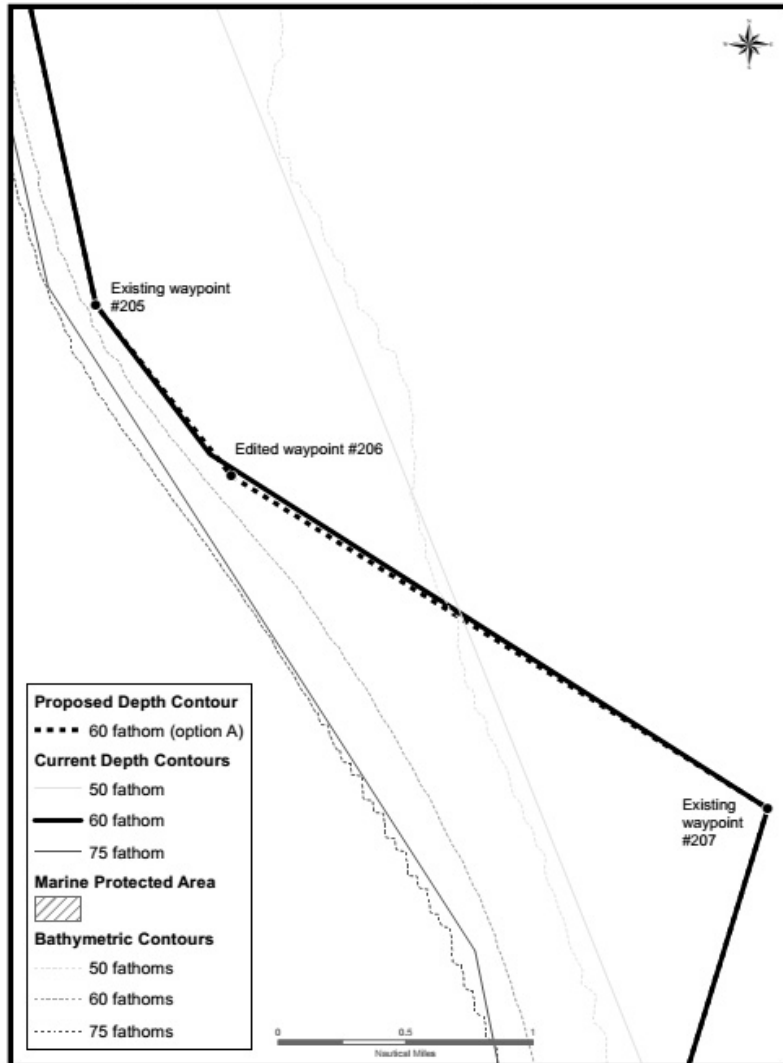 N
W
E
S
Existing waypoint
#205
Edited waypoint #206
Existing
waypoint
#207
Proposed Depth Contour
60 fathom (option A)
Current Depth Contours
50 fathom
60 fathom
75 fathom
Marine Protected Area
Bathymetric Contours
50 fathoms
60 fathoms
75 fathoms
0
0.5
1
Nautical Miles